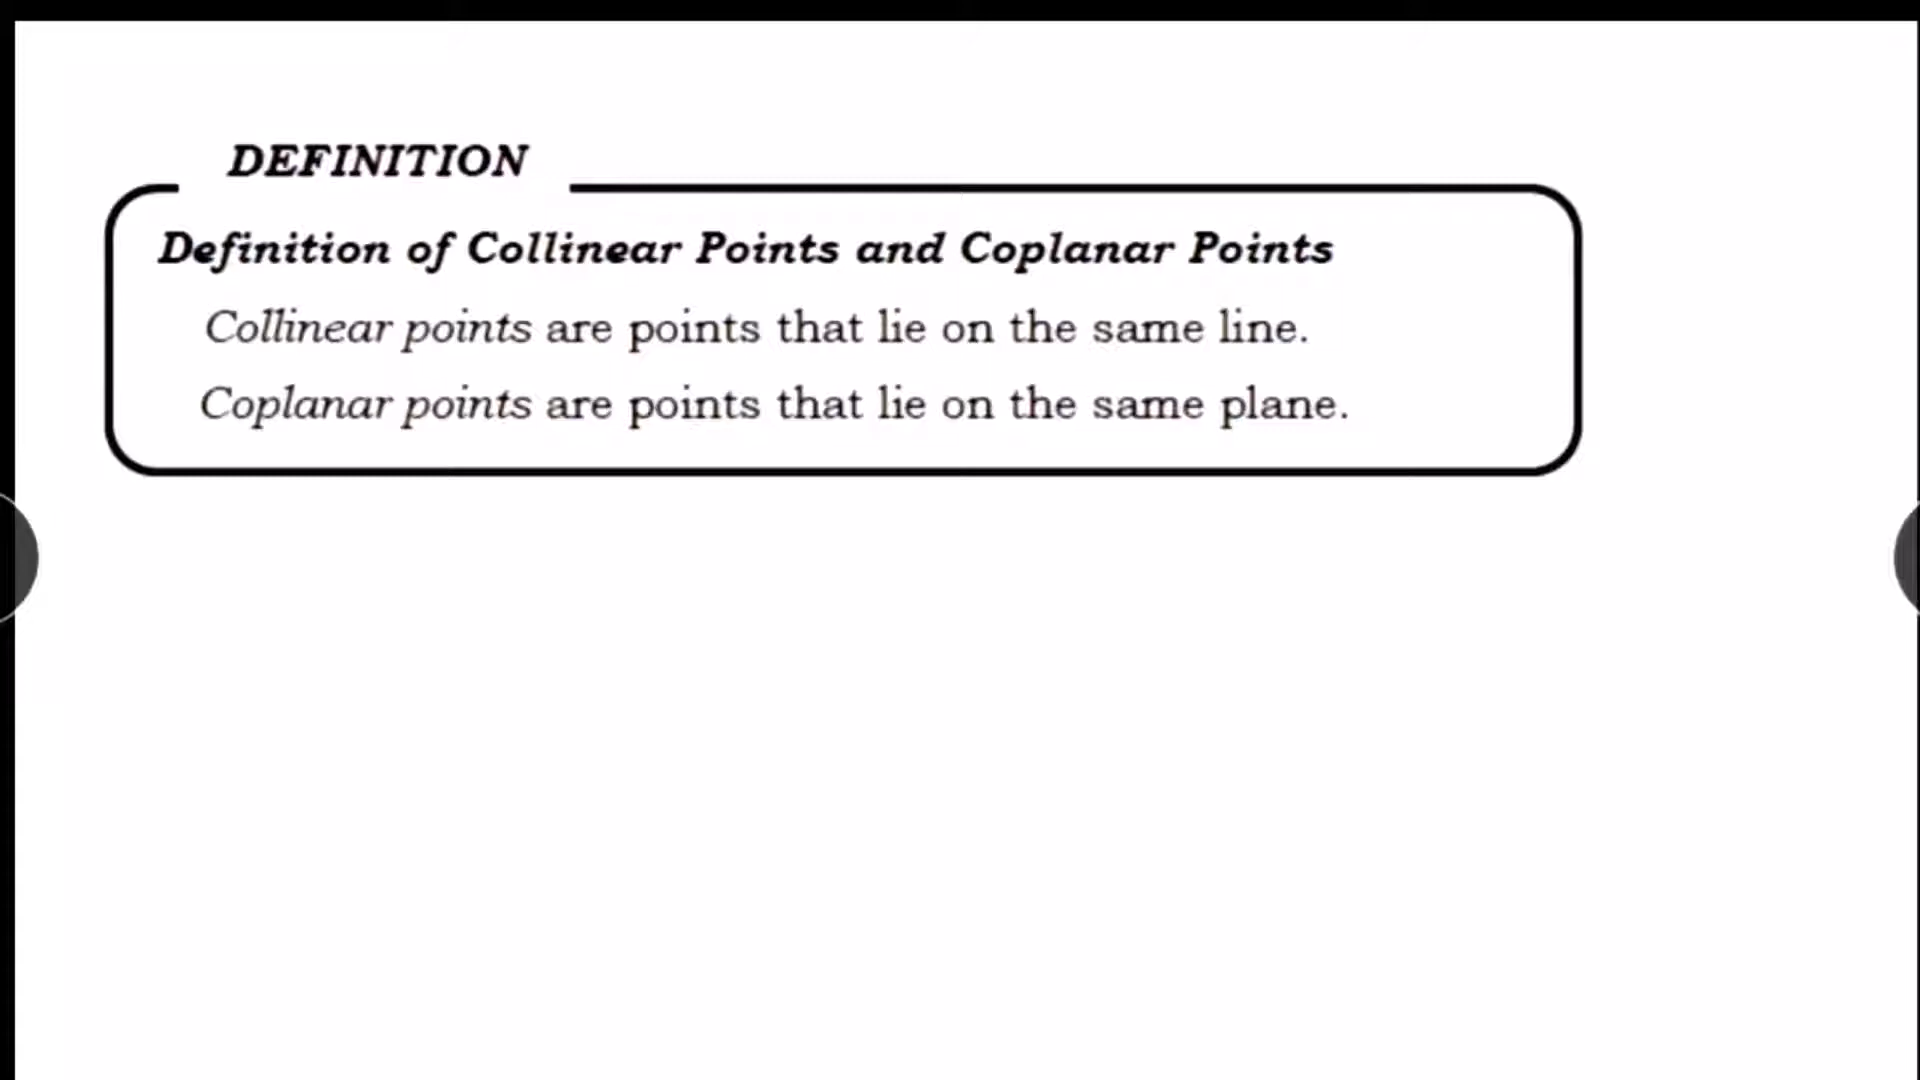 DEFINITION
Definition of Collinear Points and Coplanar Points
Collinear points are points that lie on the same line.
Coplanar points are points that lie on the same plane.